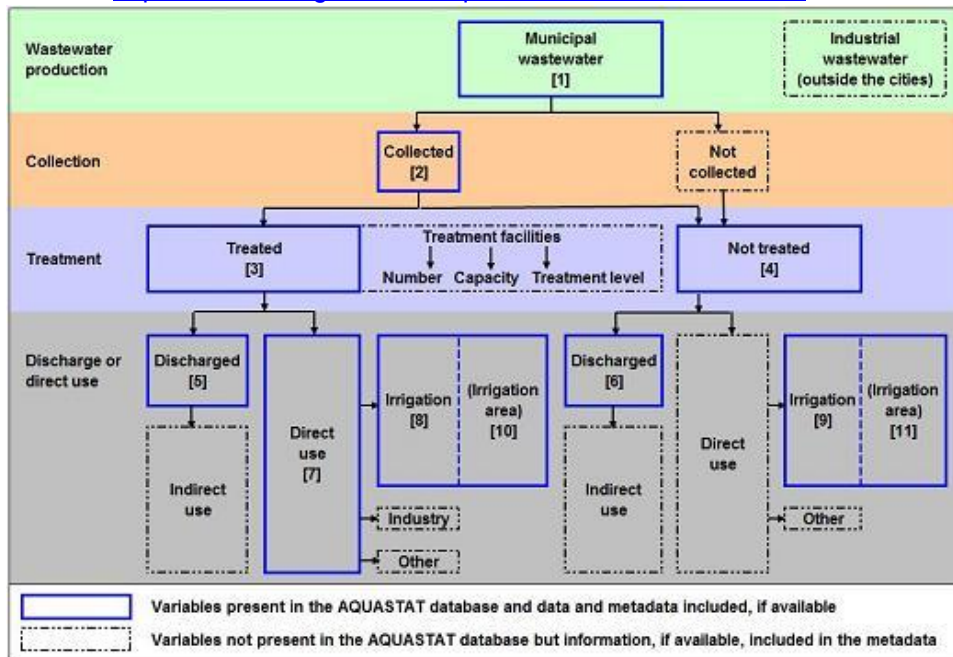 Wastewater
production
Municipal
wastewater
[1]
Industrial
wastewater
(outside the cities)
Collection
Collected
[2]
Not
collected
Treatment
Treated
[3]
Treatment facilities
Number Capacity Treatment level
Not treated
[4]
Discharge or
direct use
Discharged
[5]
Indirect
use
Direct
use
[7]
Irrigation
[8]
(Irrigation
area)
[10]
Industry
Other
Discharged
[6]
Indirect
use
Direct
use
Irrigation
[9]
(Irrigation
area)
[11]
Other
Variables present in the AQUASTAT database and data and metadata included, if available
Variables not present in the AQUASTAT database but information, if available, included in the metadata